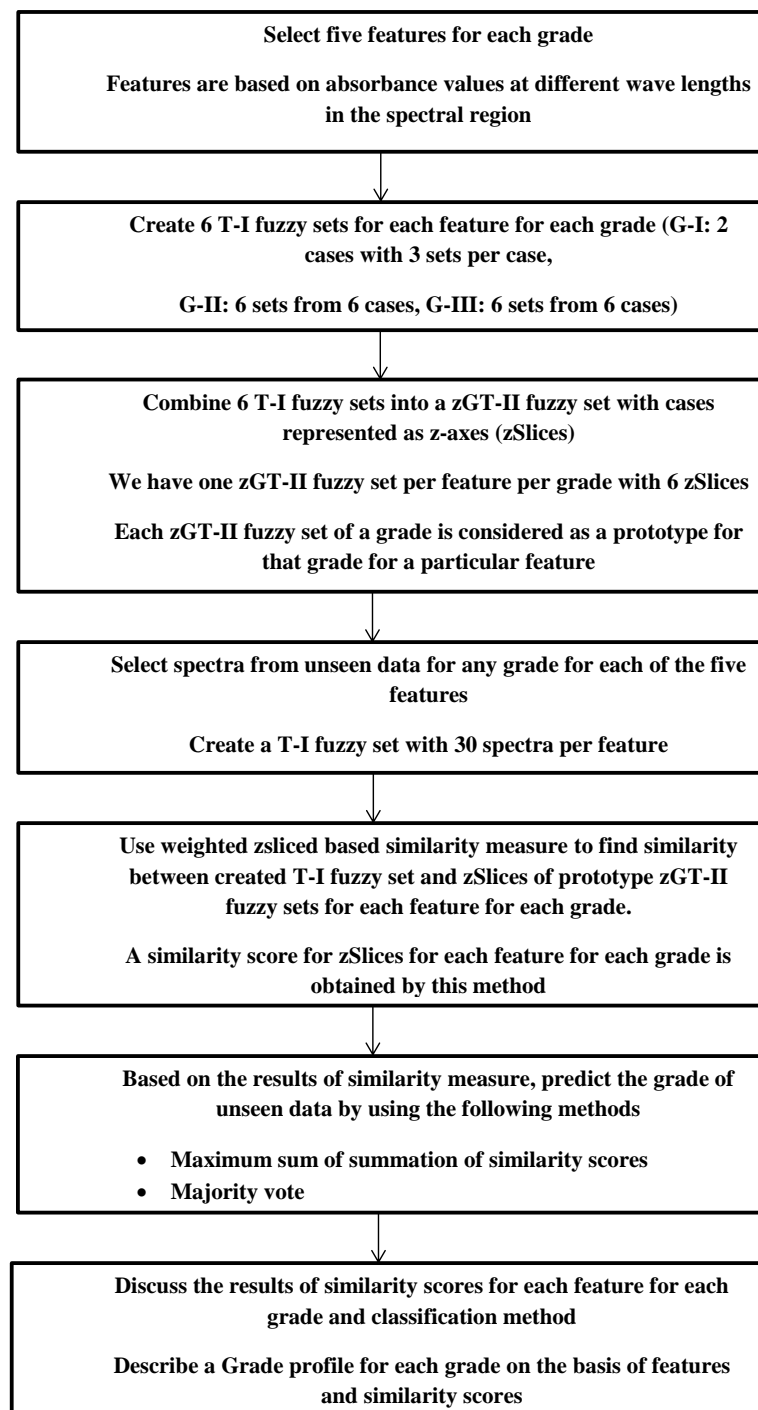 Select five features for each grade
Features are based on absorbance values at different wave lengths
in the spectral region
Create 6 T-I fuzzy sets for each feature for each grade (G-I: 2
cases with 3 sets per case,
G-II: 6 sets from 6 cases, G-III: 6 sets from 6 cases)
Combine 6 T-I fuzzy sets into a zGT-II fuzzy set with cases
represented as z-axes (zSlices)
We have one zGT-II fuzzy set per feature per grade with 6 zSlices
Each zGT-II fuzzy set of a grade is considered as a prototype for
that grade for a particular feature
Select spectra from unseen data for any grade for each of the five
features
Create a T-I fuzzy set with 30 spectra per feature
Use weighted zsliced based similarity measure to find similarity
between created T-I fuzzy set and zSlices of prototype zGT-II
fuzzy sets for each feature for each grade.
A similarity score for zSlices for each feature for each grade is
obtained by this method
Based on the results of similarity measure, predict the grade of
unseen data by using the following methods
• Maximum sum of summation of similarity scores
• Majority vote
Discuss the results of similarity scores for each feature for each
grade and classification method
Describe a Grade profile for each grade on the basis of features
and similarity scores